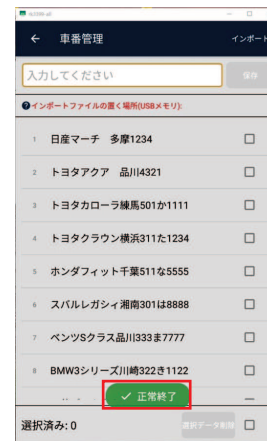 ← 車番管理 インポート
入力してください 保存
?インポートファイルの置く場所(USBメモリ):
1 日産マーチ 多摩1234
2 トヨタアクア 品川4321
3 トヨタカローラ練馬501か1111
4 トヨタクラウン横浜311た1234
5 ホンダフィット千葉511な5555
6 スバルレガシィ湘南301は8888
7 ベンツSクラス品川333ま7777
8 BMW3シリーズ川崎322き1122
✓ 正常終了
選択済み: 0 選択データ削除